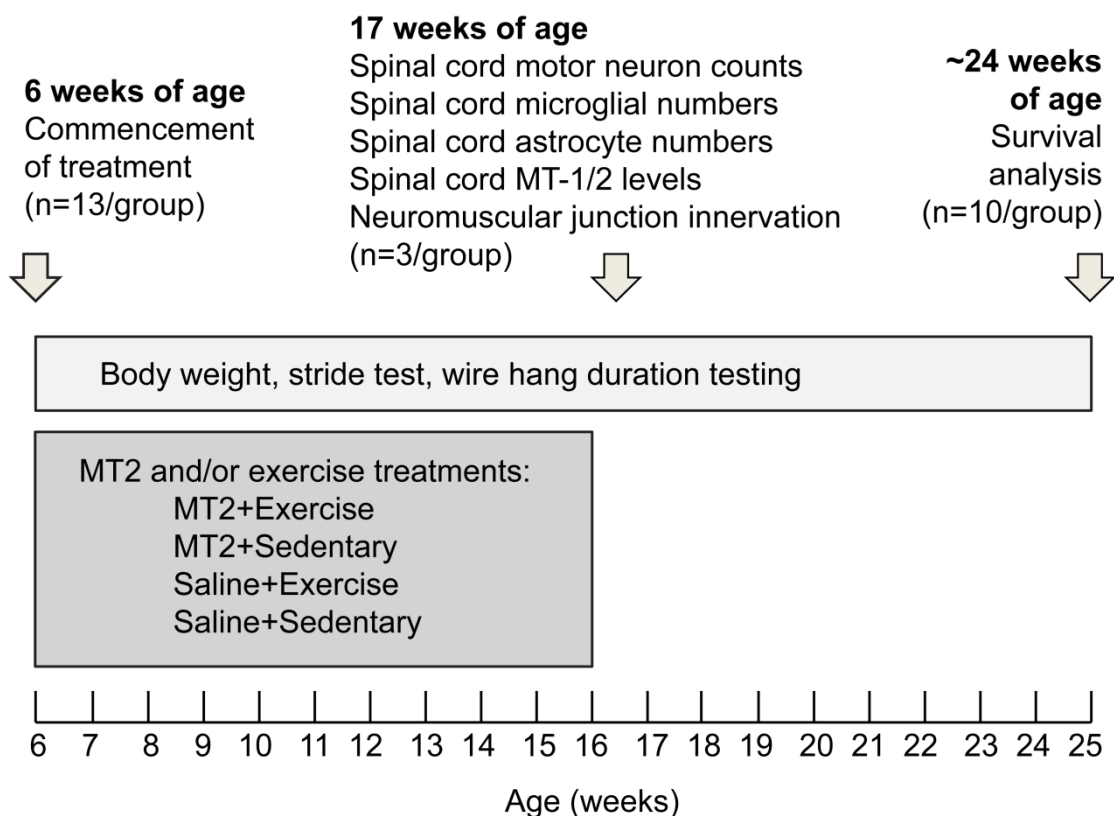 6 weeks of age
Commencement
of treatment
(n=13/group)
17 weeks of age
Spinal cord motor neuron counts
Spinal cord microglial numbers
Spinal cord astrocyte numbers
Spinal cord MT-1/2 levels
Neuromuscular junction innervation
(n=3/group)
~24 weeks
of age
Survival
analysis
(n=10/group)
Body weight, stride test, wire hang duration testing
MT2 and/or exercise treatments:
MT2+Exercise
MT2+Sedentary
Saline+Exercise
Saline+Sedentary
6 7 8 9 10 11 12 13 14 15 16 17 18 19 20 21 22 23 24 25
Age (weeks)